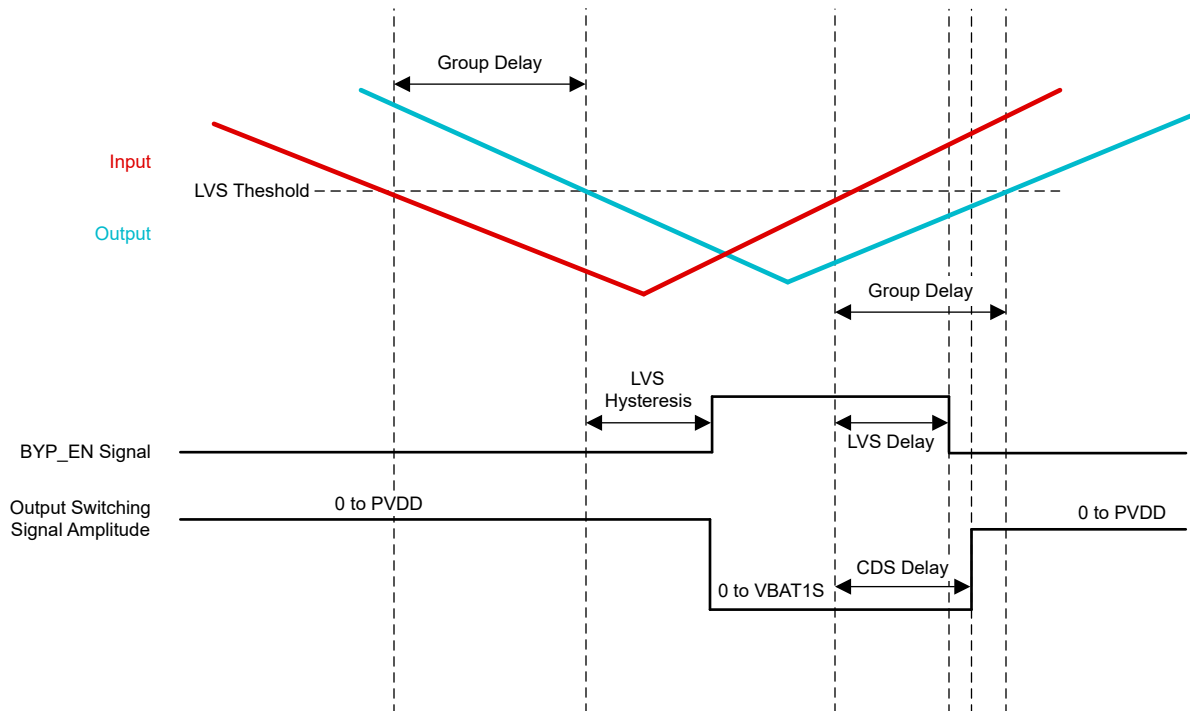 Group Delay
Input
LVS Theshold
Output
Group Delay
LVS
Hysteresis
LVS Delay
BYP_EN Signal
Output Switching
Signal Amplitude
0 to PVDD
0 to PVDD
CDS Delay
0 to VBAT1S